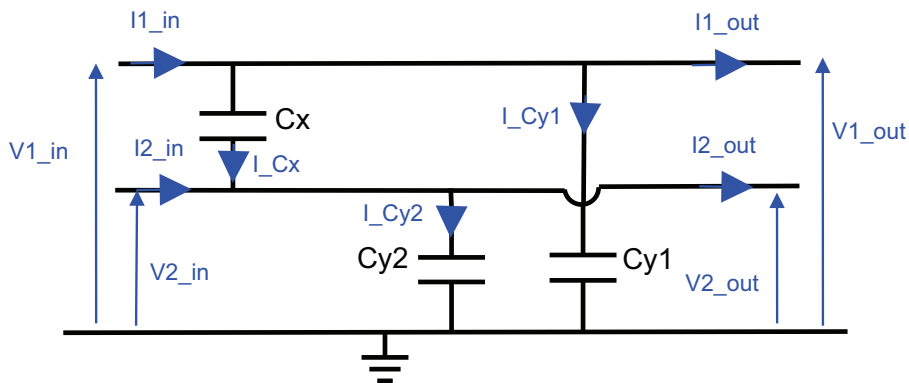 I1_in
I1_out
Cx
I_Cy1
V1_in
I2_in
I_Cx
I2_out
V1_out
I_Cy2
Cy2
Cy1
V2_in
V2_out